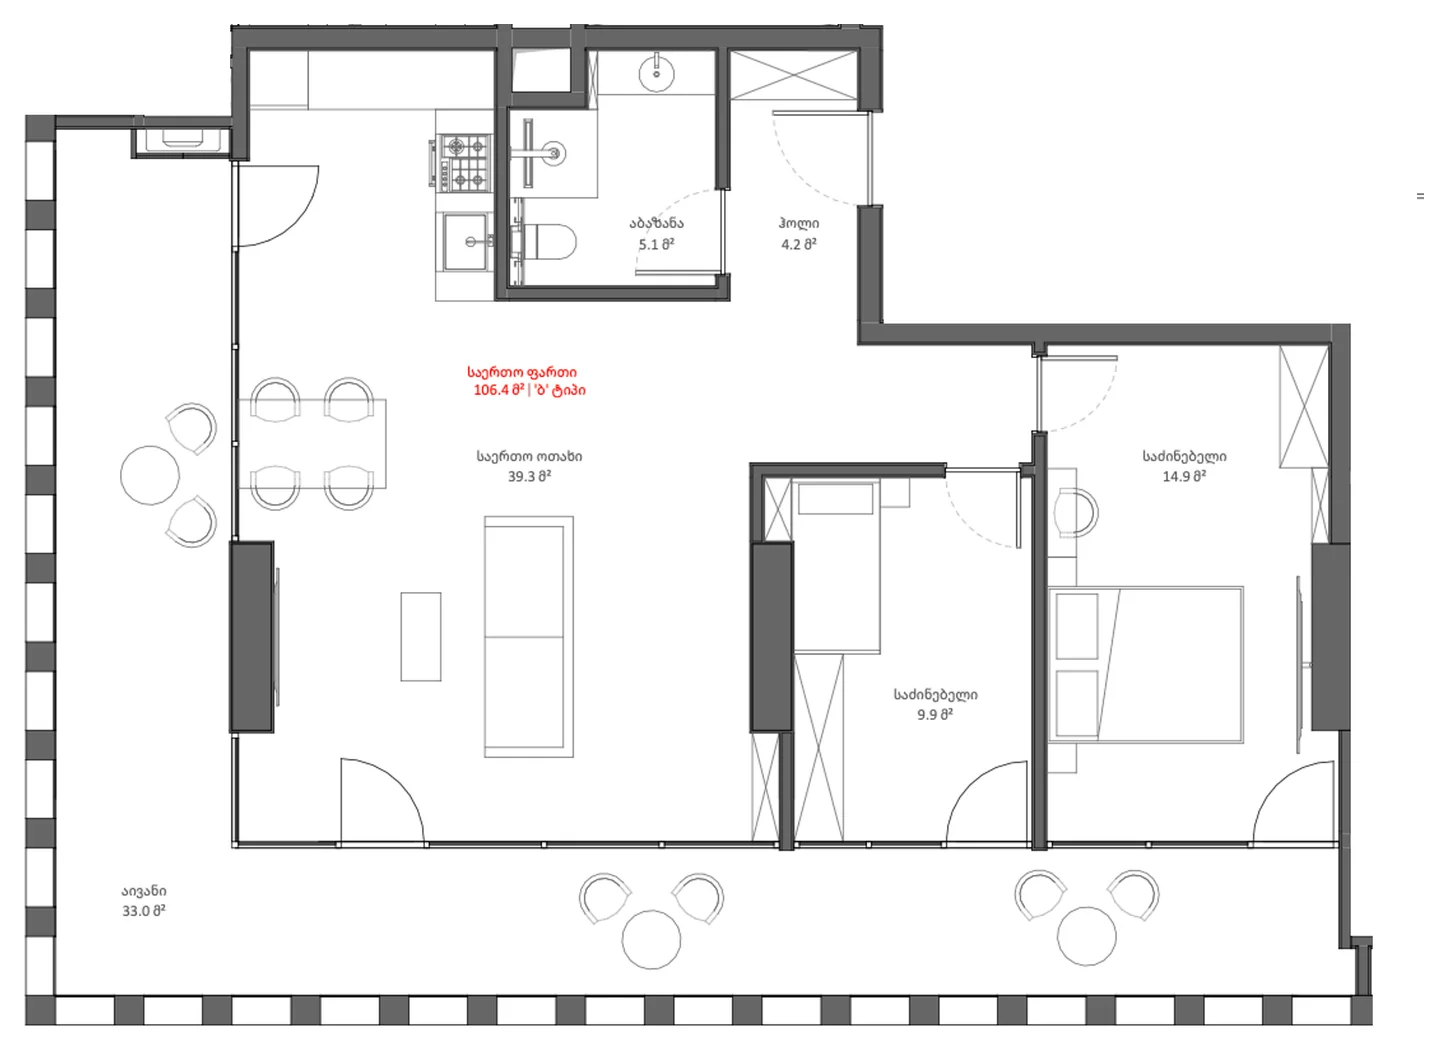 აბაზანა
5.1 მ²
ჰოლი
4.2 მ²
საერთო ფართი
106.4 მ² | 'ბ' ტიპი
საერთო ოთახი
39.3 მ²
საძინებელი
14.9 მ²
საძინებელი
9.9 მ²
აივანი
33.0 მ²